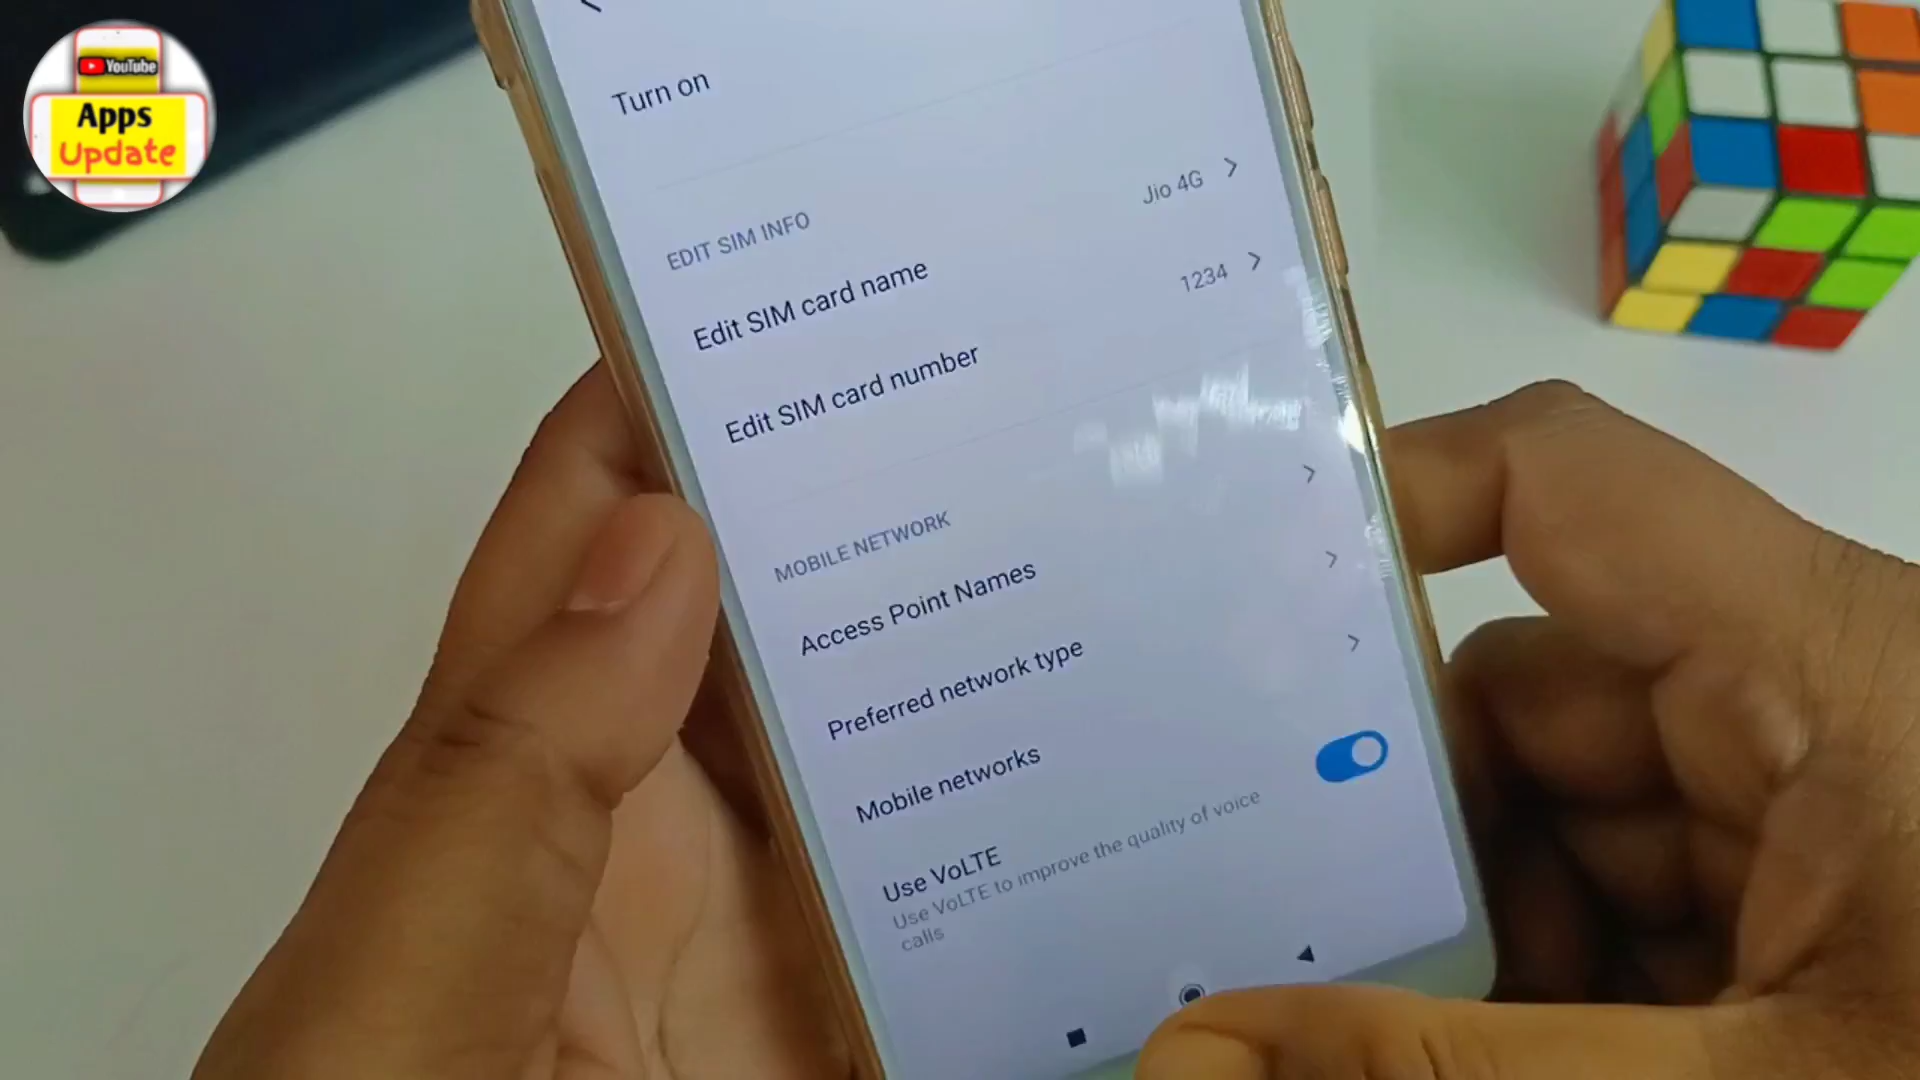 YouTube
Apps
Update
Turn on
EDIT SIM INFO
Edit SIM card name
Jio 4G
Edit SIM card number
1234
MOBILE NETWORK
Access Point Names
Preferred network type
Mobile networks
Use VoLTE
Use VoLTE to improve the quality of voice
calls